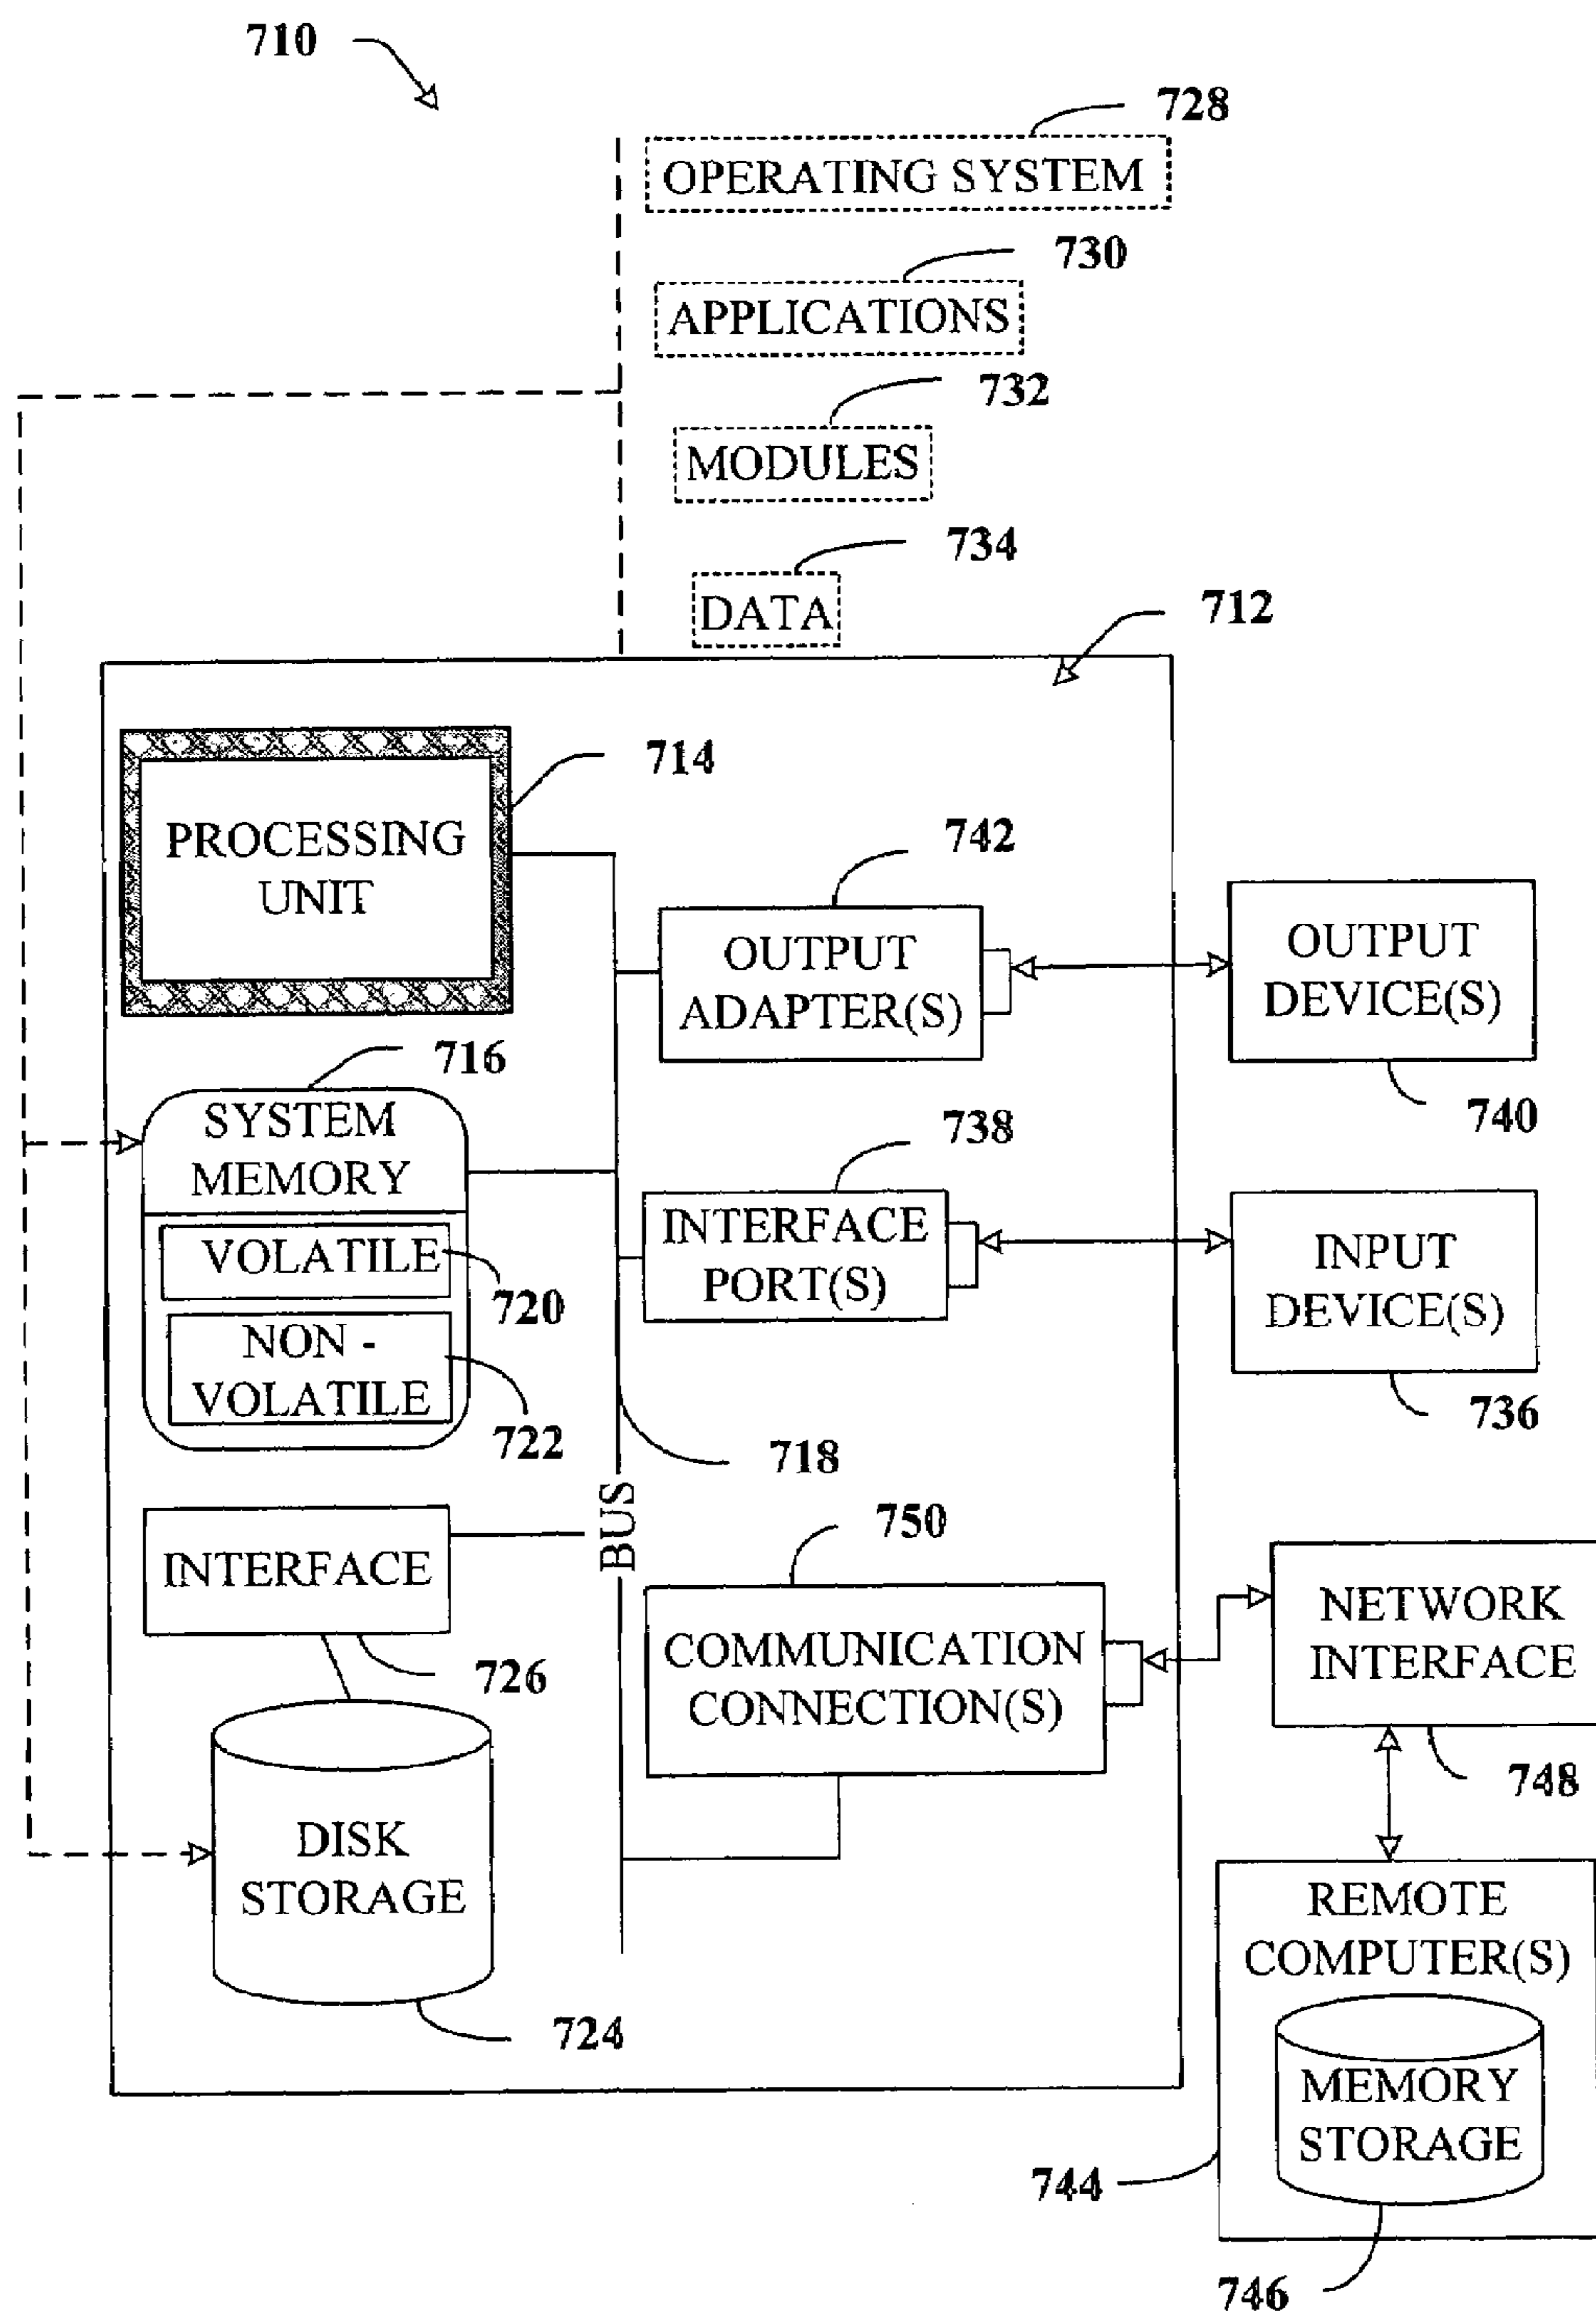 710
728
OPERATING SYSTEM
730
APPLICATIONS
732
MODULES
734
DATA
712
714
PROCESSING
UNIT
742
OUTPUT
ADAPTER(S)
OUTPUT
DEVICE(S)
740
716
SYSTEM
MEMORY
VOLATILE
720
NON -
VOLATILE
722
738
INTERFACE
PORT(S)
INPUT
DEVICE(S)
736
718
BUS
INTERFACE
726
750
COMMUNICATION
CONNECTION(S)
NETWORK
INTERFACE
748
DISK
STORAGE
724
REMOTE
COMPUTER(S)
MEMORY
STORAGE
744
746